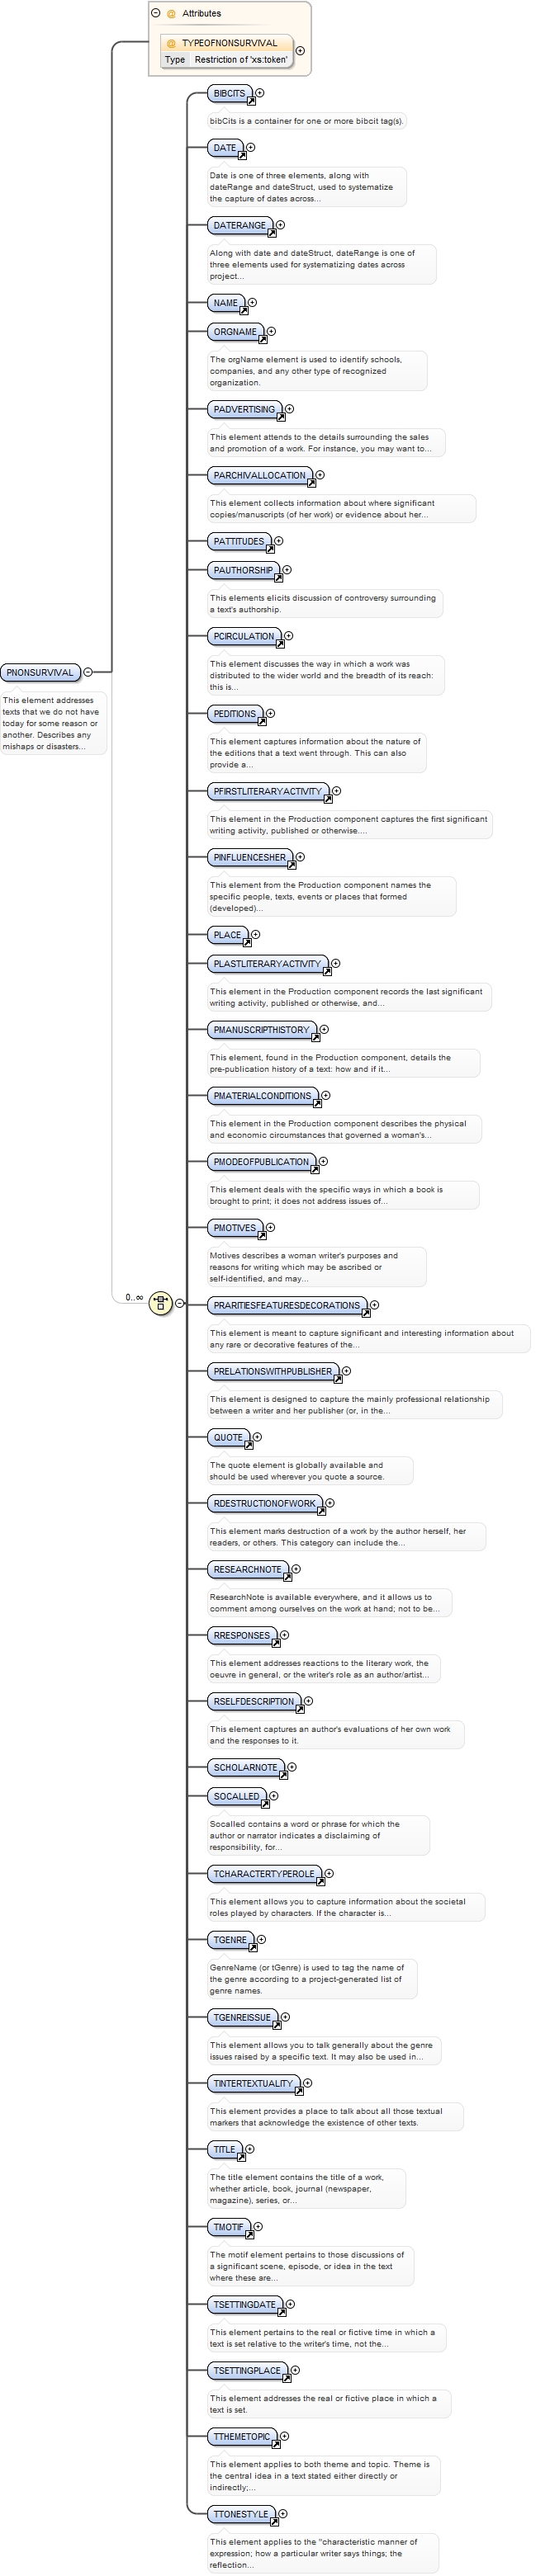 Attributes
TYPEOFNONSURVIVAL
Type Restriction of 'xs:token'
BIBCITS
bibCits is a container for one or more bibcit tag(s).
DATE
Date is one of three elements, along with
dateRange and dateStruct, used to systematize
the capture of dates across...
DATERANGE
Along with date and dateStruct, dateRange is one of
three elements used for systematizing dates across
project...
NAME
ORGNAME
The orgName element is used to identify schools,
companies, and any other type of recognized
organization.
PADVERTISING
This element attends to the details surrounding the sales
and promotion of a work. For instance, you may want to...
PARCHIVALLOCATION
This element collects information about where significant
copies/manuscripts (of her work) or evidence about her...
PATTITUDES
PAUTHORSHIP
This elements elicits discussion of controversy surrounding
a text's authorship.
PCIRCULATION
This element discusses the way in which a work was
distributed to the wider world and the breadth of its reach:
this is...
PNONSURVIVAL
This element addresses
texts that we do not have
today for some reason or
another. Describes any
mishaps or disasters...
PEDITIONS
This element captures information about the nature of
the editions that a text went through. This can also
provide a...
PFIRSTLITERARYACTIVITY
This element in the Production component captures the first significant
writing activity, published or otherwise....
PINFLUENCESHER
This element from the Production component names the
specific people, texts, events or places that formed
(developed)...
PLACE
PLASTLITERARYACTIVITY
This element in the Production component records the last significant
writing activity, published or otherwise, and...
PMANUSCRIPTHISTORY
This element, found in the Production component, details the
pre-publication history of a text: how and if it...
PMATERIALCONDITIONS
This element in the Production component describes the physical
and economic circumstances that governed a woman's...
PMODEOFPUBLICATION
This element deals with the specific ways in which a book is
brought to print; it does not address issues of...
PMOTIVES
Motives describes a woman writer's purposes and
reasons for writing which may be ascribed or
self-identified, and may...
0..∞
PRARITIESFEATURESDECORATIONS
This element is meant to capture significant and interesting information about
any rare or decorative features of the...
PRELATIONSWITHPUBLISHER
This element is designed to capture the mainly professional relationship
between a writer and her publisher (or, in the...
QUOTE
The quote element is globally available and
should be used wherever you quote a source.
RDESTRUCTIONOFWORK
This element marks destruction of a work by the author herself, her
readers, or others. This category can include the...
RESEARCHNOTE
ResearchNote is available everywhere, and it allows us to
comment among ourselves on the work at hand; not to be...
RRESPONSES
This element addresses reactions to the literary work, the
oeuvre in general, or the writer's role as an author/artist...
RSELFDESCRIPTION
This element captures an author's evaluations of her own work
and the responses to it.
SCHOLARNOTE
SOCALLED
Socalled contains a word or phrase for which the
author or narrator indicates a disclaiming of
responsibility, for...
TCHARACTERTYPEROLE
This element allows you to capture information about the societal
roles played by characters. If the character is...
TGENRE
GenreName (or tGenre) is used to tag the name of
the genre according to a project-generated list of
genre names.
TGENREISSUE
This element allows you to talk generally about the genre
issues raised by a specific text. It may also be used in...
TINTERTEXTUALITY
This element provides a place to talk about all those textual
markers that acknowledge the existence of other texts.
TITLE
The title element contains the title of a work,
whether article, book, journal (newspaper,
magazine), series, or...
TMOTIF
The motif element pertains to those discussions of
a significant scene, episode, or idea in the text
where these are...
TSETTINGDATE
This element pertains to the real or fictive time in which a
text is set relative to the writer's time, not the...
TSETTINGPLACE
This element addresses the real or fictive place in which a
text is set.
TTHEMETOPIC
This element applies to both theme and topic. Theme is
the central idea in a text stated either directly or
indirectly;...
TTONESTYLE
This element applies to the "characteristic manner of
expression; how a particular writer says things; the
reflection...